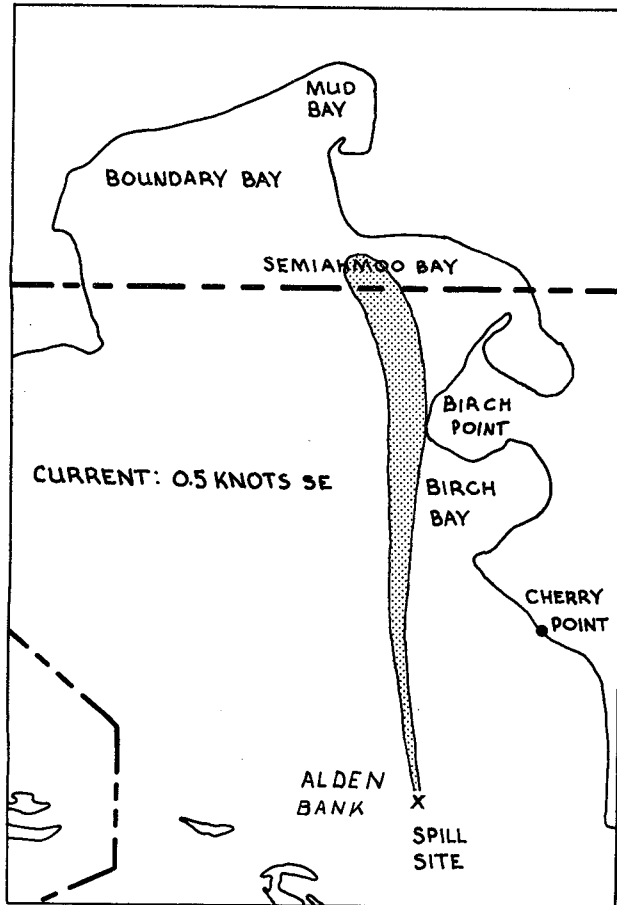 MUD
BAY
BOUNDARY BAY
SEMIAHMOO BAY
BIRCH
POINT
CURRENT: 0.5 KNOTS SE
BIRCH
BAY
CHERRY
POINT
ALDEN
BANK
X
SPILL
SITE